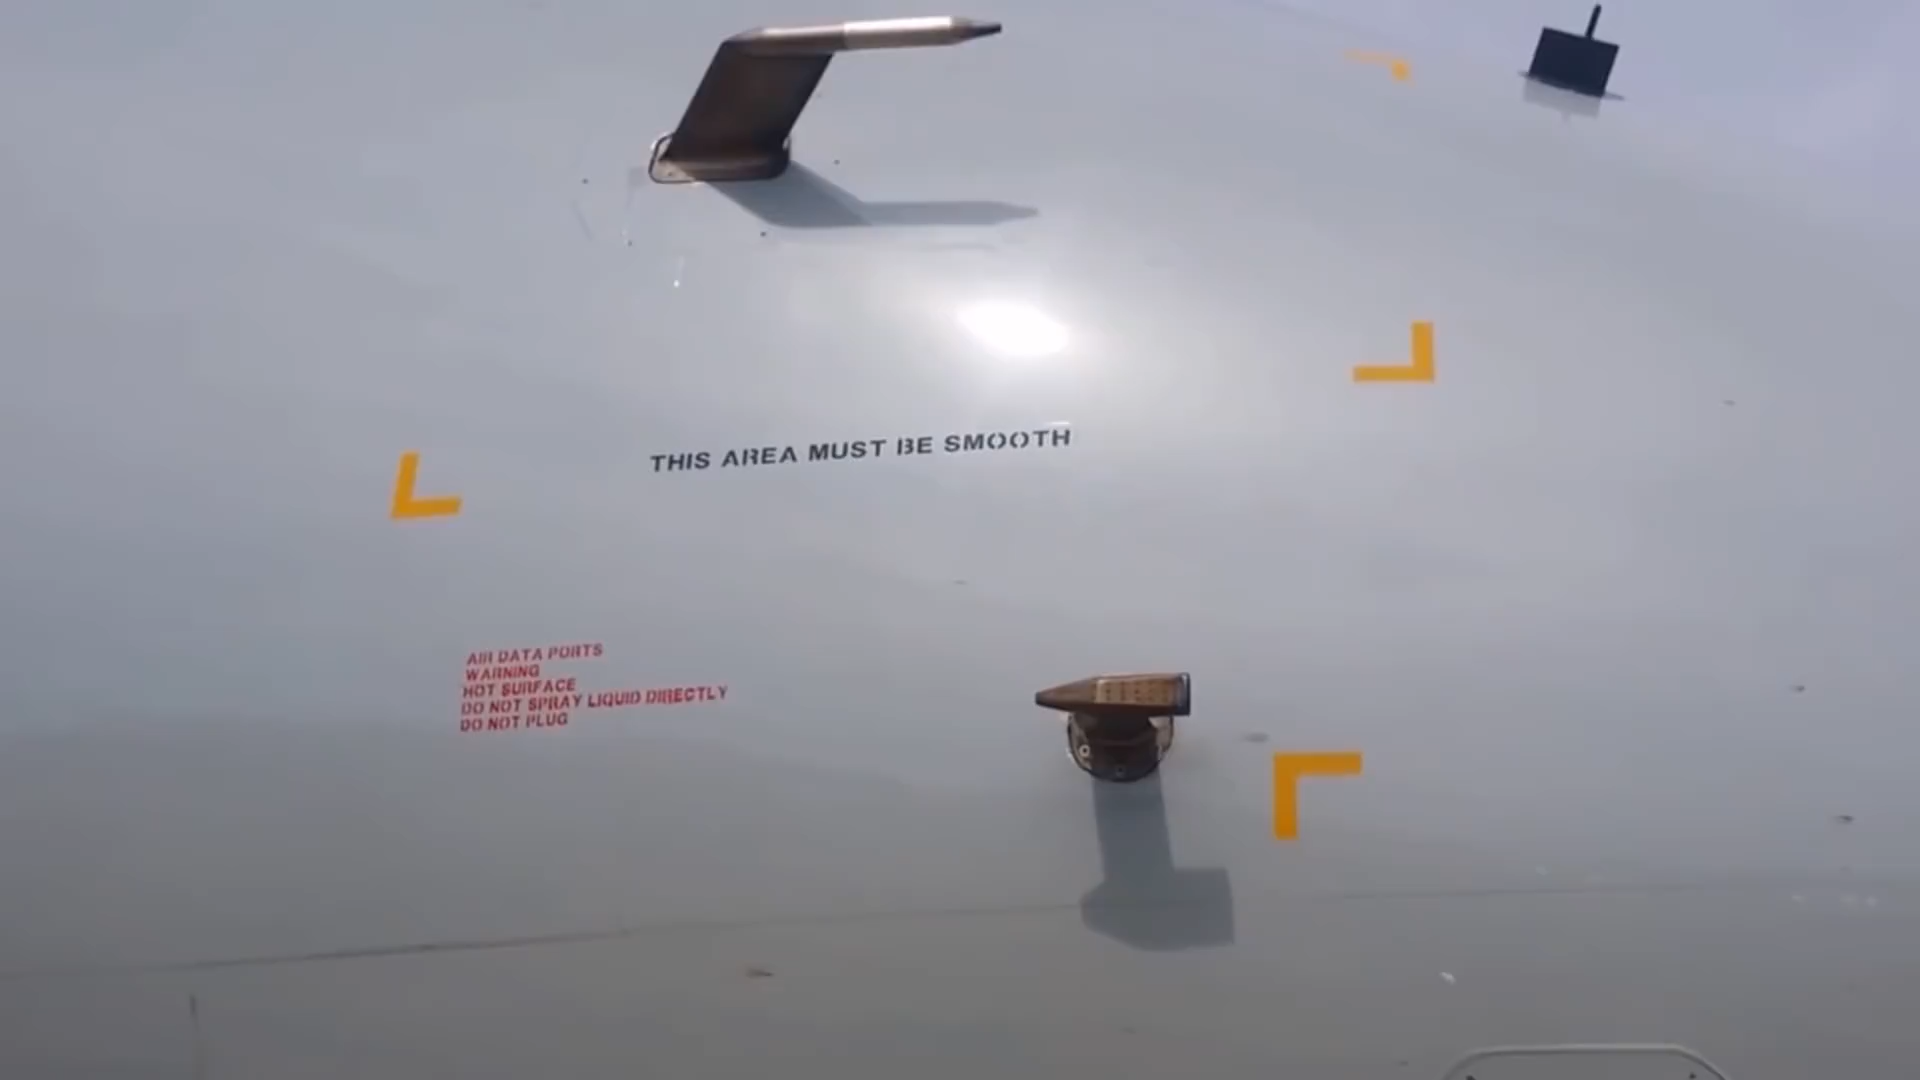 THIS AREA MUST BE SMOOTH
AIR DATA PORTS
WARNING
HOT SURFACE
DO NOT SPRAY LIQUID DIRECTLY
DO NOT PLUG